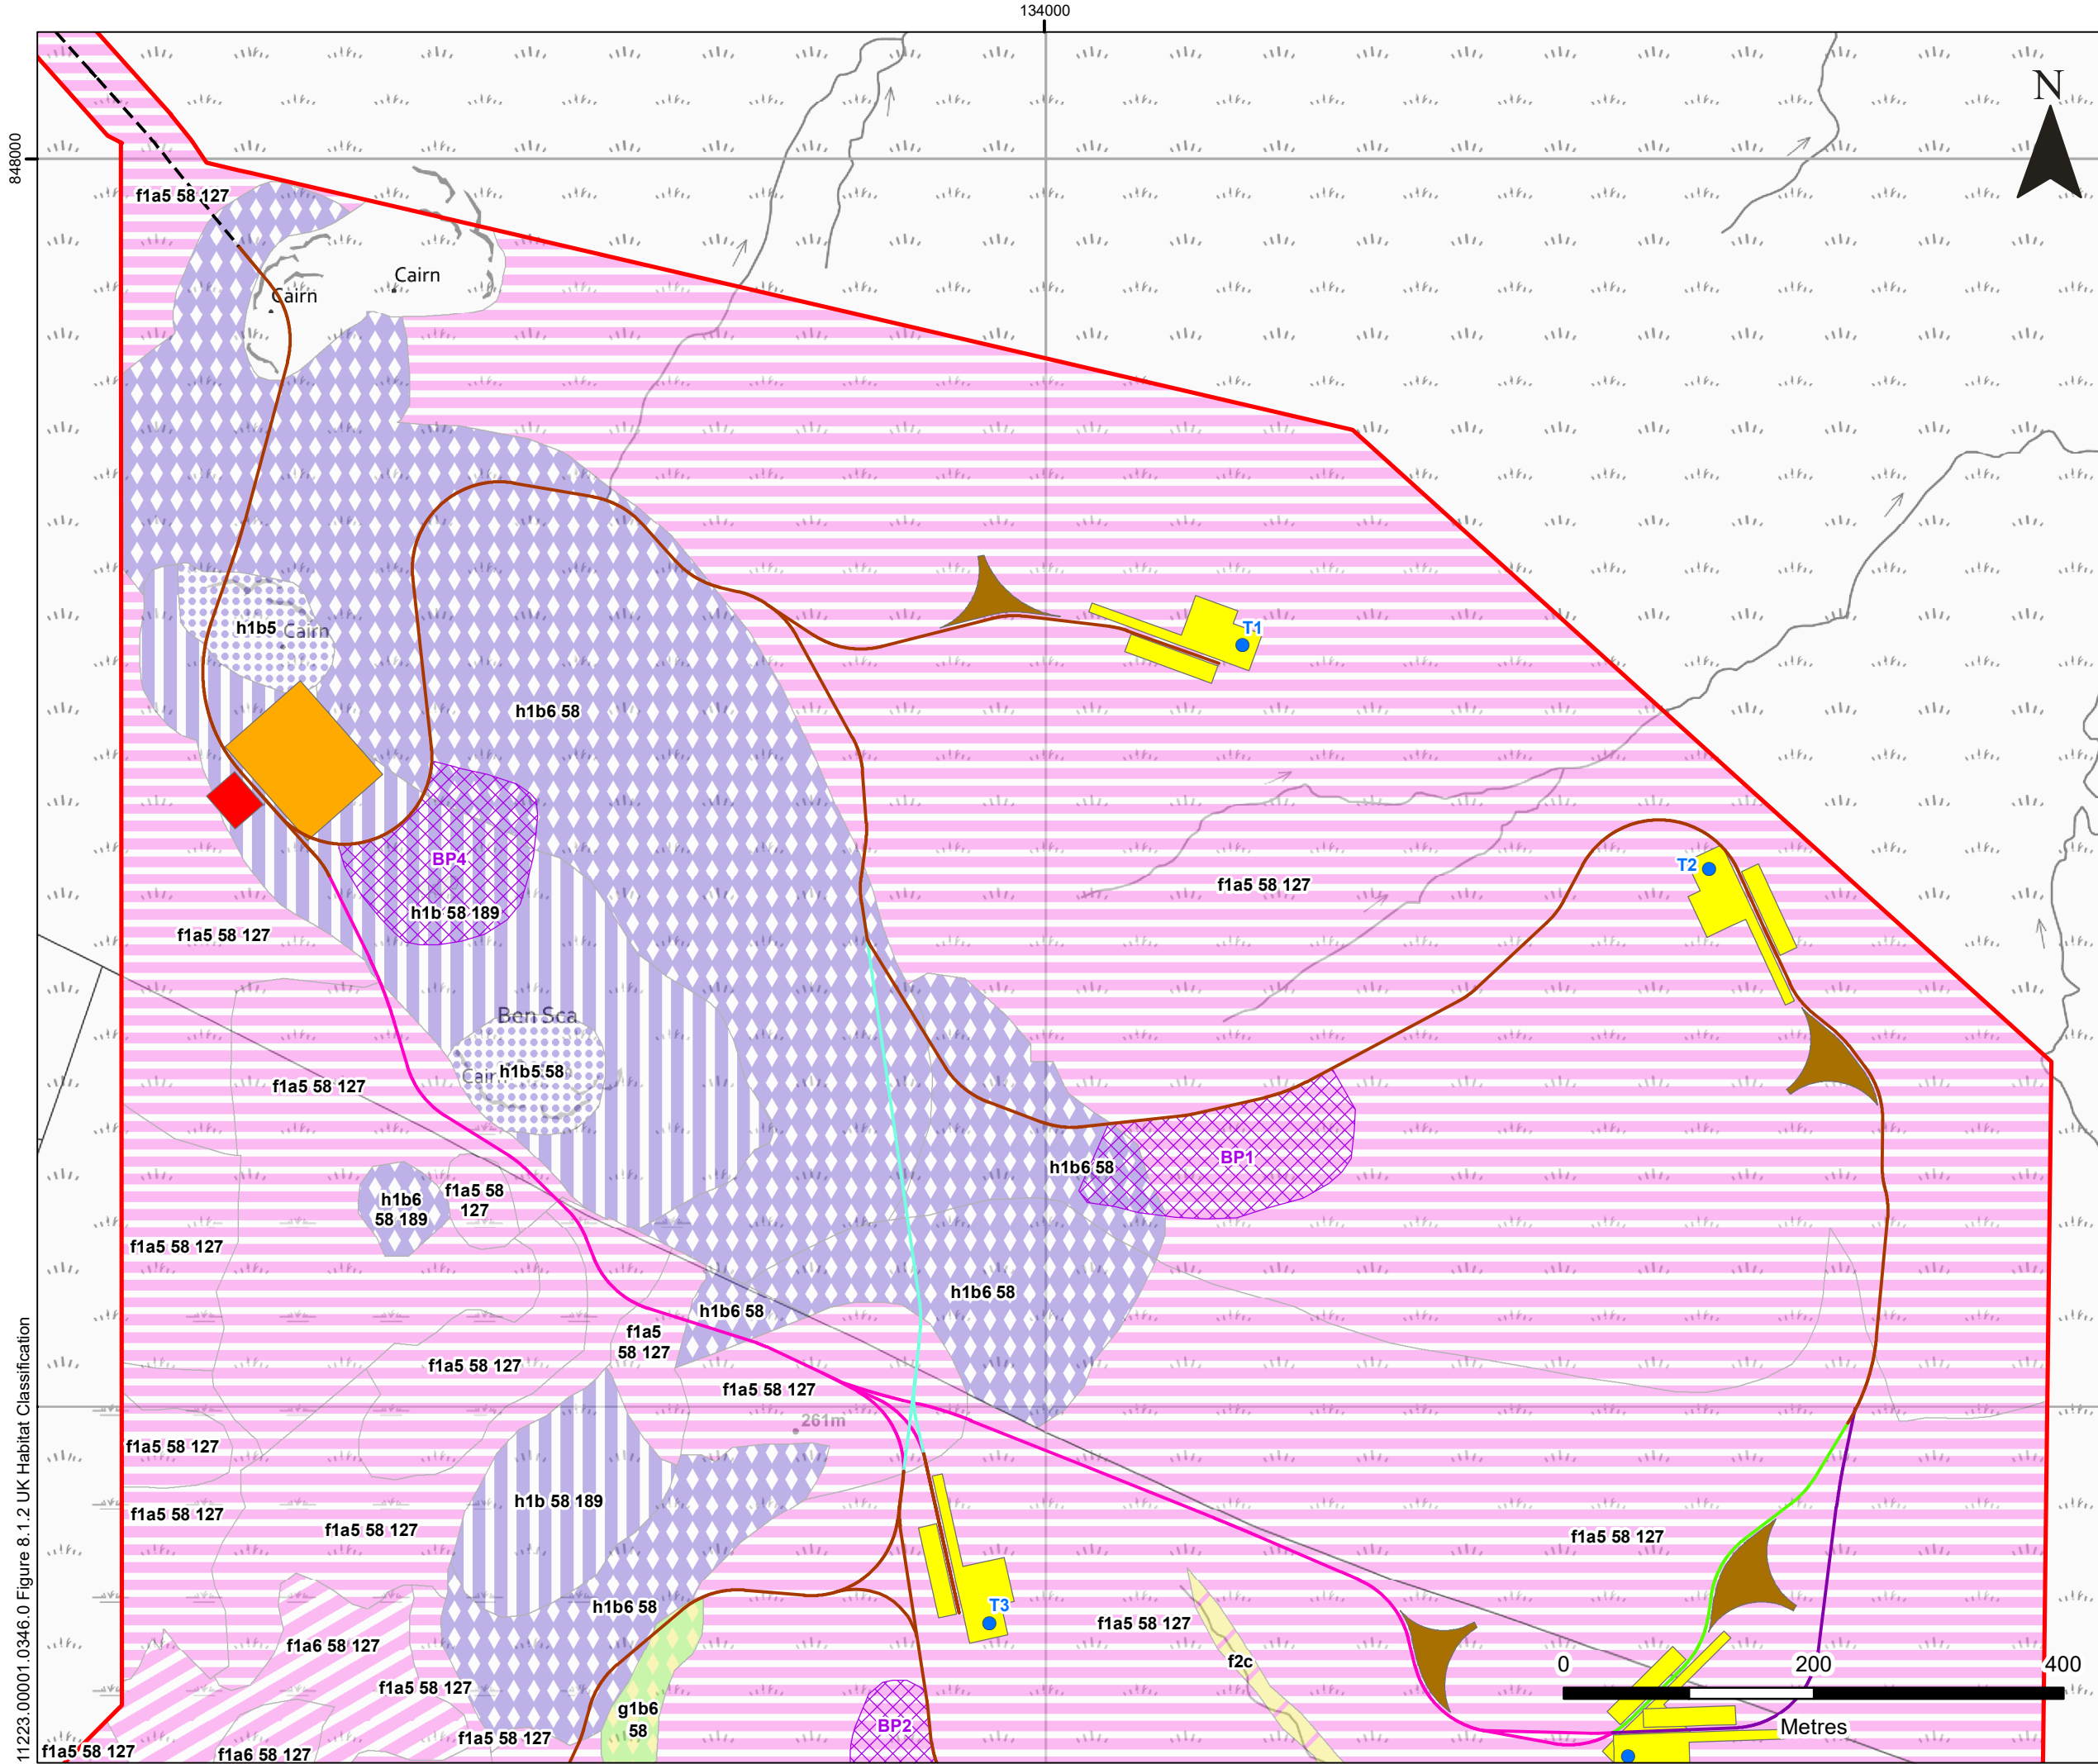 134000
N
848000
f1a5 58 127
Cairn
Cairn
h1b5
Cairn
T1
h1b6 58
T2
BP4
f1a5 58 127
h1b 58 189
f1a5 58 127
Ben Sca
Cairn
h1b5 58
f1a5 58 127
BP1
h1b6 58
h1b6
58 189
f1a5 58
127
f1a5 58 127
h1b6 58
h1b6 58
f1a5
58 127
f1a5 58 127
f1a5 58 127
261m
f1a5 58 127
h1b 58 189
f1a5 58 127
f1a5 58 127
f1a5 58 127
h1b6 58
T3
f1a5 58 127
f1a6 58 127
f2c
0
200
400
f1a5 58 127
g1b6
58
BP2
Metres
f1a5 58 127
f1a5 58 127
f1a6 58 127
11223.00001.0346.0 Figure 8.1.2 UK Habitat Classification